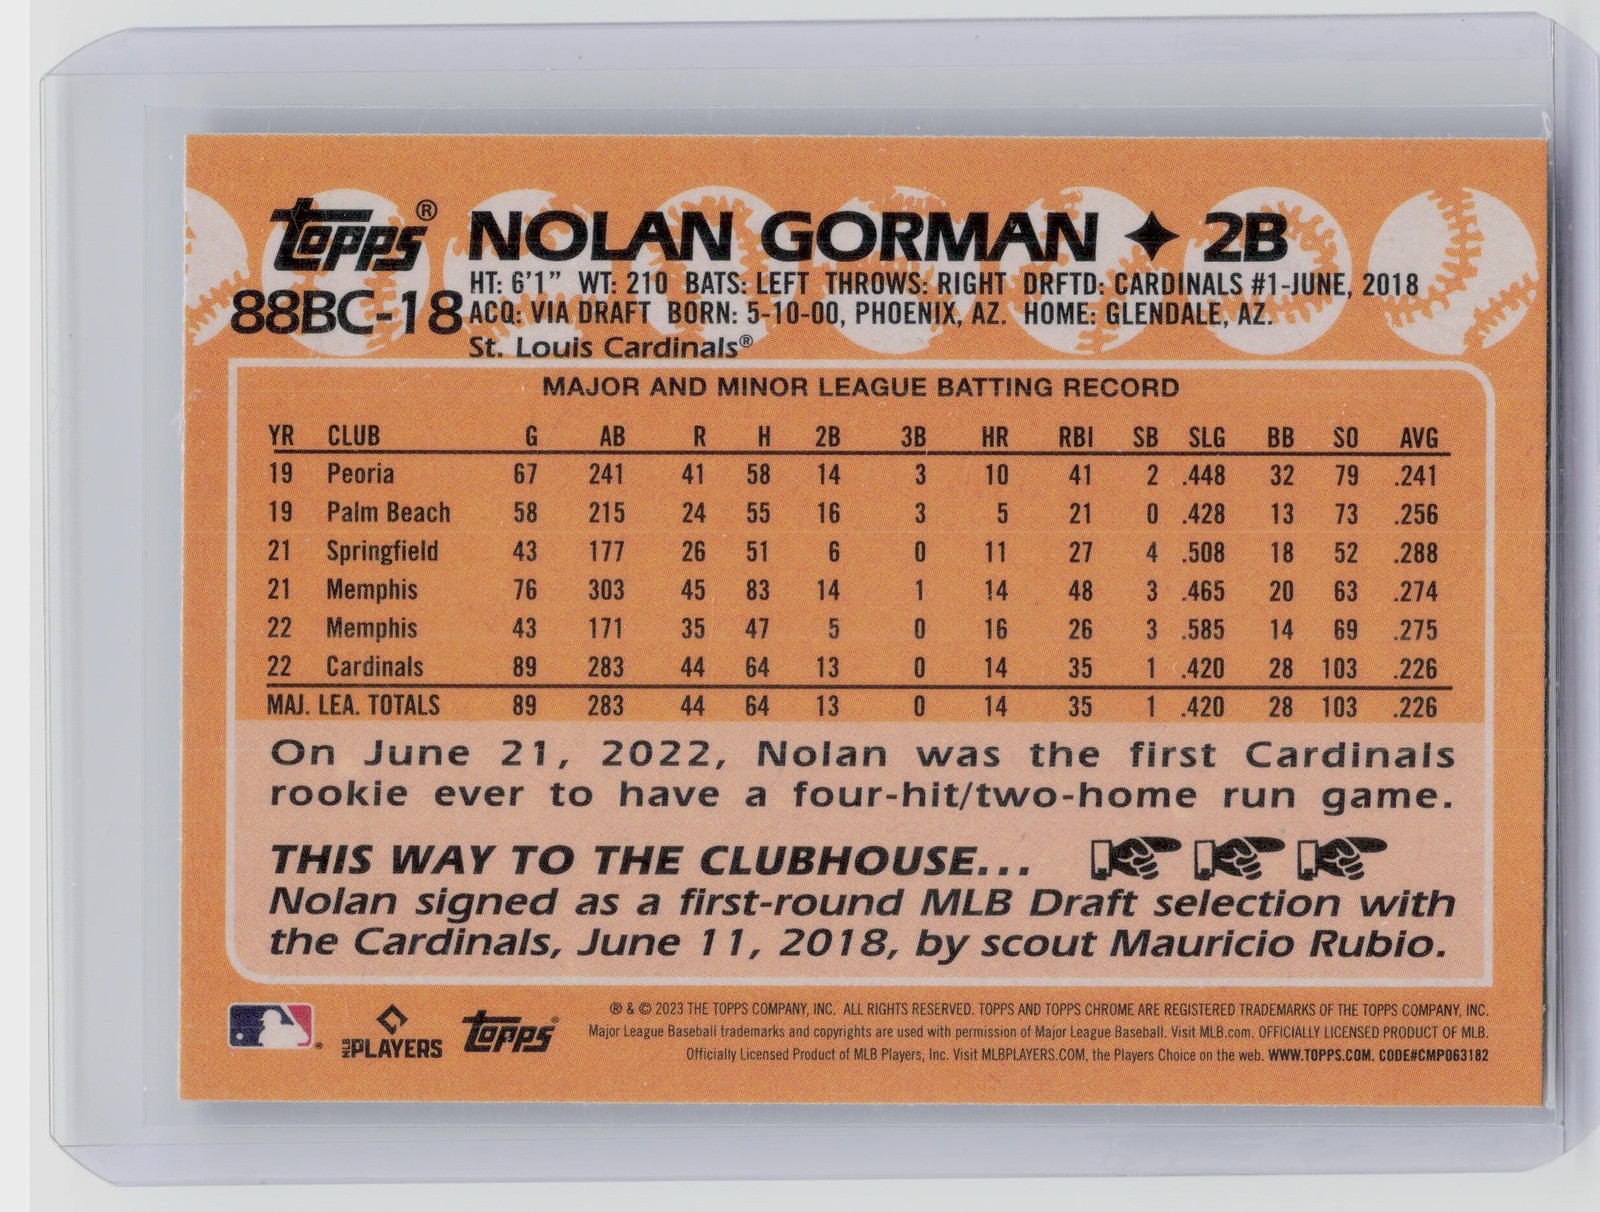 topps® NOLAN GORMAN ✦ 2B
88BC-18
HT: 6'1" WT: 210 BATS: LEFT THROWS: RIGHT DRFTD: CARDINALS #1-JUNE, 2018
ACQ: VIA DRAFT BORN: 5-10-00, PHOENIX, AZ. HOME: GLENDALE, AZ.
St. Louis Cardinals®
MAJOR AND MINOR LEAGUE BATTING RECORD
YR CLUB G AB R H 2B 3B HR RBI SB SLG BB SO AVG
19 Peoria 67 241 41 58 14 3 10 41 2 .448 32 79 .241
19 Palm Beach 58 215 24 55 16 3 5 21 0 .428 13 73 .256
21 Springfield 43 177 26 51 6 0 11 27 4 .508 18 52 .288
21 Memphis 76 303 45 83 14 1 14 48 3 .465 20 63 .274
22 Memphis 43 171 35 47 5 0 16 26 3 .585 14 69 .275
22 Cardinals 89 283 44 64 13 0 14 35 1 .420 28 103 .226
MAJ. LEA. TOTALS 89 283 44 64 13 0 14 35 1 .420 28 103 .226
On June 21, 2022, Nolan was the first Cardinals
rookie ever to have a four-hit/two-home run game.
THIS WAY TO THE CLUBHOUSE...
Nolan signed as a first-round MLB Draft selection with
the Cardinals, June 11, 2018, by scout Mauricio Rubio.
MLB PLAYERS topps®
® & © 2023 THE TOPPS COMPANY, INC. ALL RIGHTS RESERVED. TOPPS AND TOPPS CHROME ARE REGISTERED TRADEMARKS OF THE TOPPS COMPANY, INC.
Major League Baseball trademarks and copyrights are used with permission of Major League Baseball. Visit MLB.com. OFFICIALLY LICENSED PRODUCT OF MLB.
Officially Licensed Product of MLB Players, Inc. Visit MLBPLAYERS.COM, the Players Choice on the web. WWW.TOPPS.COM. CODE#CMP063182